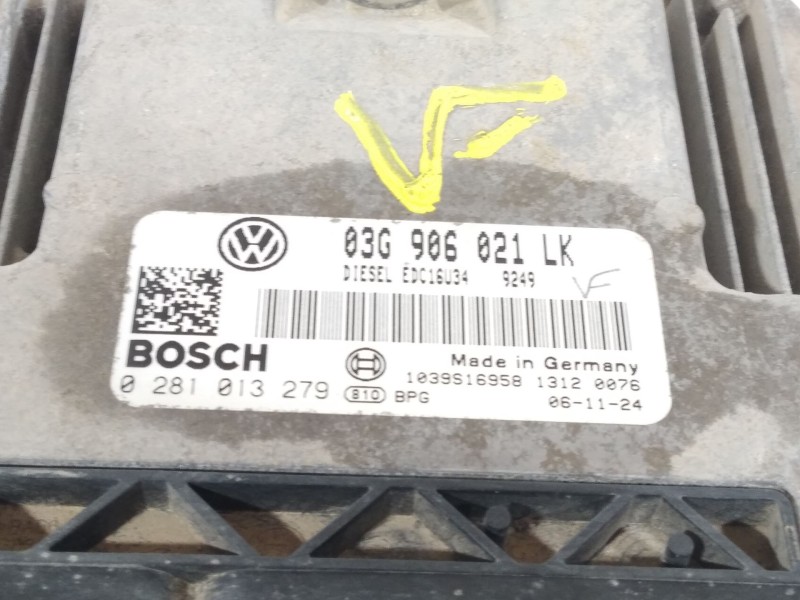 VF
VW
03G 906 021 LK
DIESEL EDC16U34 9249
VF
BOSCH
Made in Germany
0 281 013 279
810
BPG
1039S16958 1312 0076
06-11-24